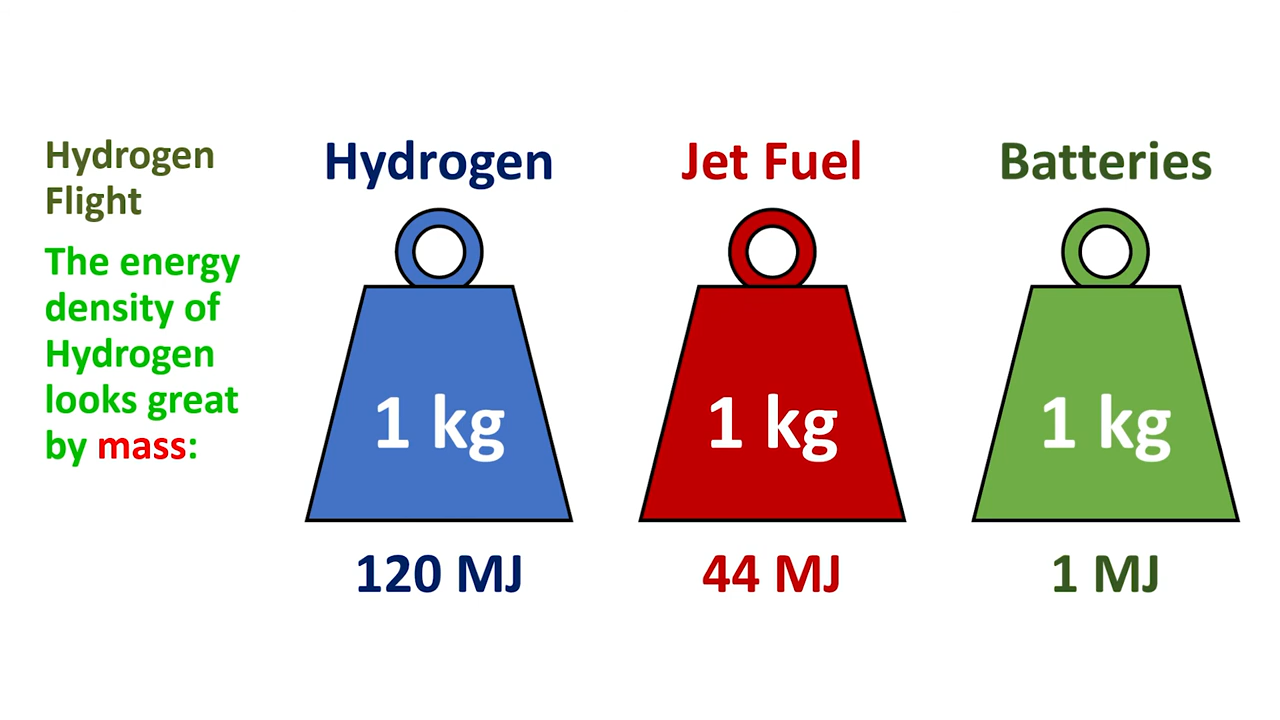 Hydrogen
Flight
The energy
density of
Hydrogen
looks great
by mass:
Hydrogen
1 kg
120 MJ
Jet Fuel
1 kg
44 MJ
Batteries
1 kg
1 MJ